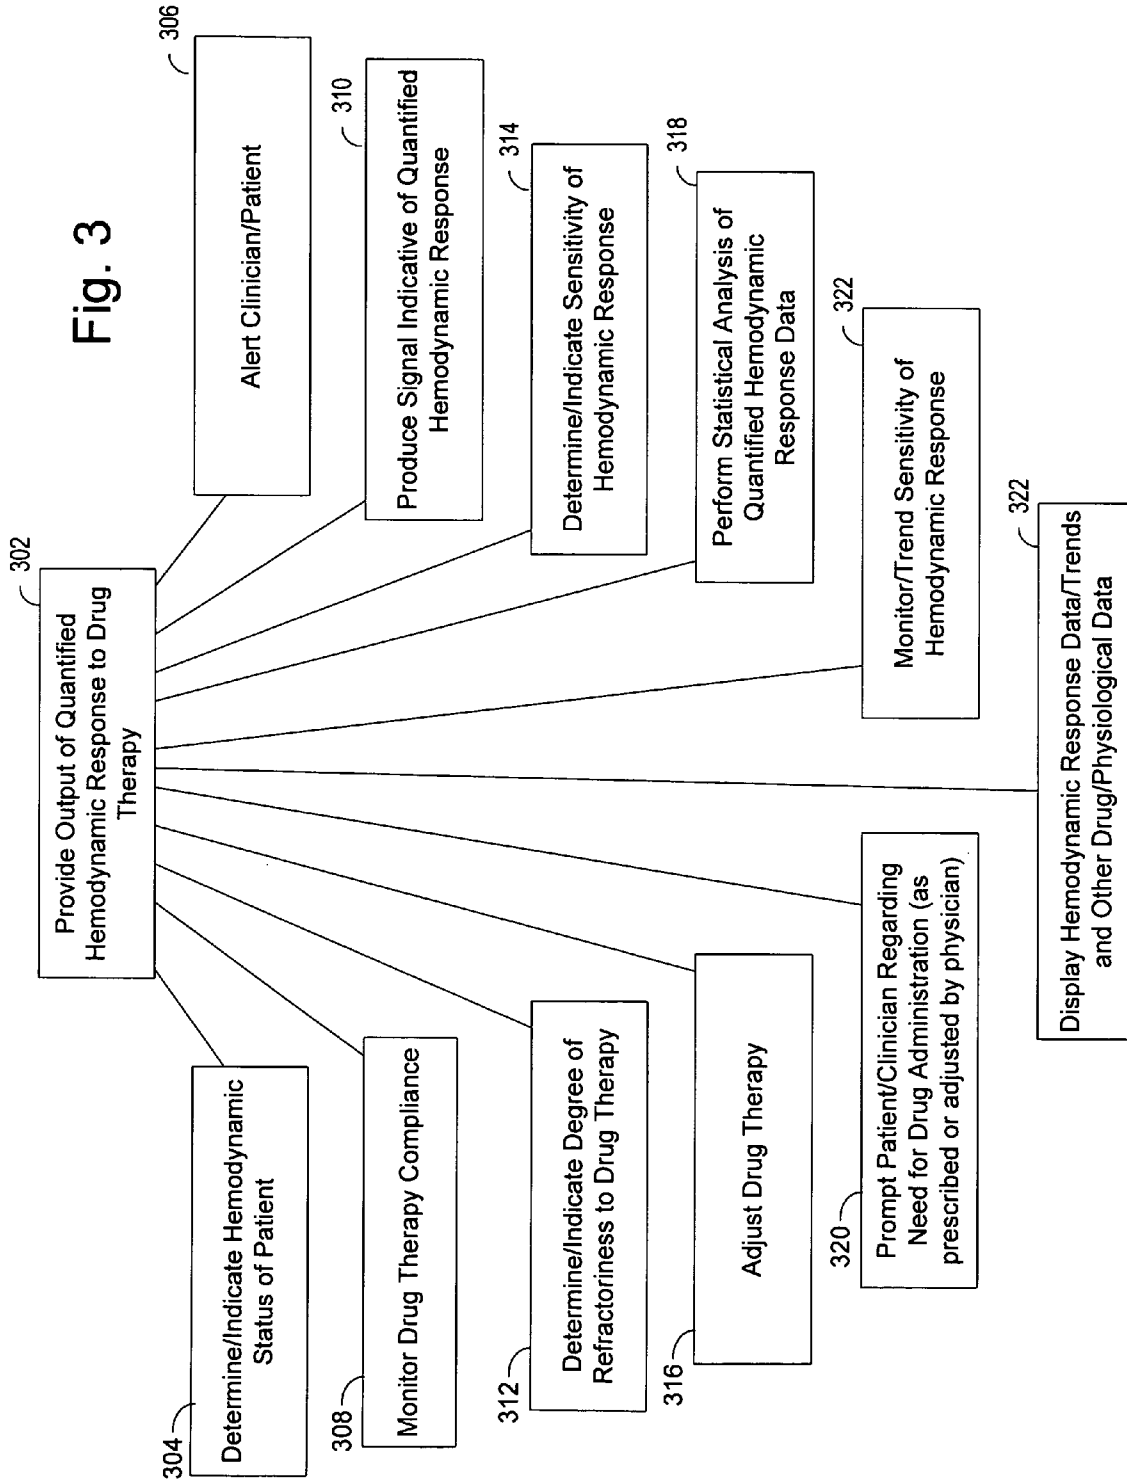 Fig. 3
302
Provide Output of Quantified
Hemodynamic Response to Drug
Therapy
304
Determine/Indicate Hemodynamic
Status of Patient
306
Alert Clinician/Patient
308
Monitor Drug Therapy Compliance
310
Produce Signal Indicative of Quantified
Hemodynamic Response
312
Determine/Indicate Degree of
Refractoriness to Drug Therapy
314
Determine/Indicate Sensitivity of
Hemodynamic Response
316
Adjust Drug Therapy
318
Perform Statistical Analysis of
Quantified Hemodynamic
Response Data
320
Prompt Patient/Clinician Regarding
Need for Drug Administration (as
prescribed or adjusted by physician)
322
Monitor/Trend Sensitivity of
Hemodynamic Response
322
Display Hemodynamic Response Data/Trends
and Other Drug/Physiological Data